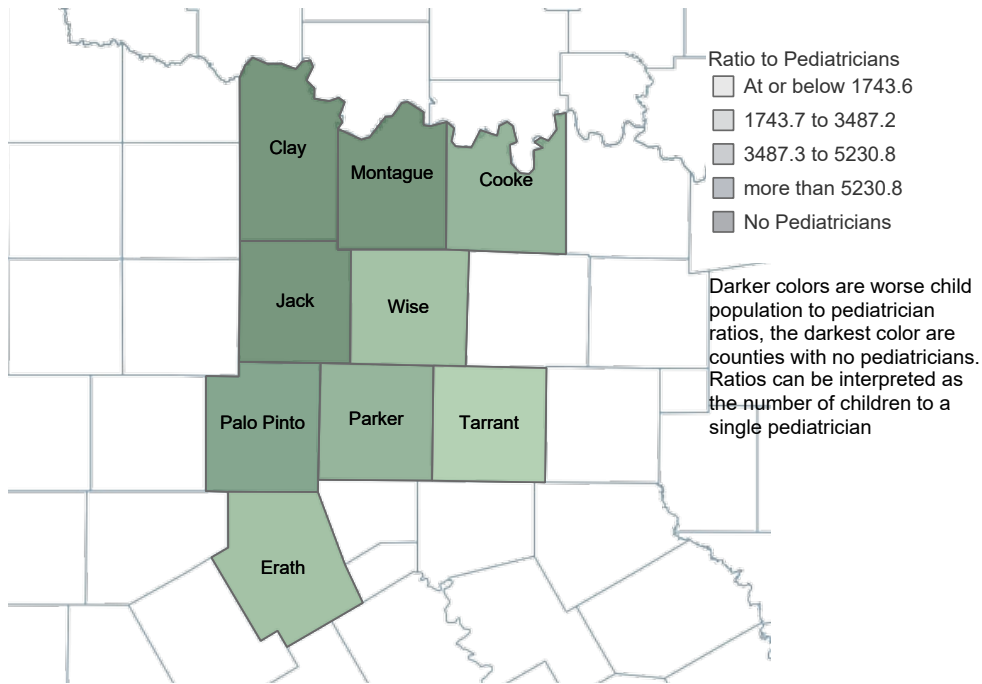 Ratio to Pediatricians
At or below 1743.6
1743.7 to 3487.2
3487.3 to 5230.8
more than 5230.8
No Pediatricians
Darker colors are worse child
population to pediatrician
ratios, the darkest color are
counties with no pediatricians.
Ratios can be interpreted as
the number of children to a
single pediatrician
Clay
Montague
Cooke
Jack
Wise
Palo Pinto
Parker
Tarrant
Erath